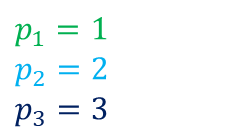 p₁ = 1
p₂ = 2
p₃ = 3